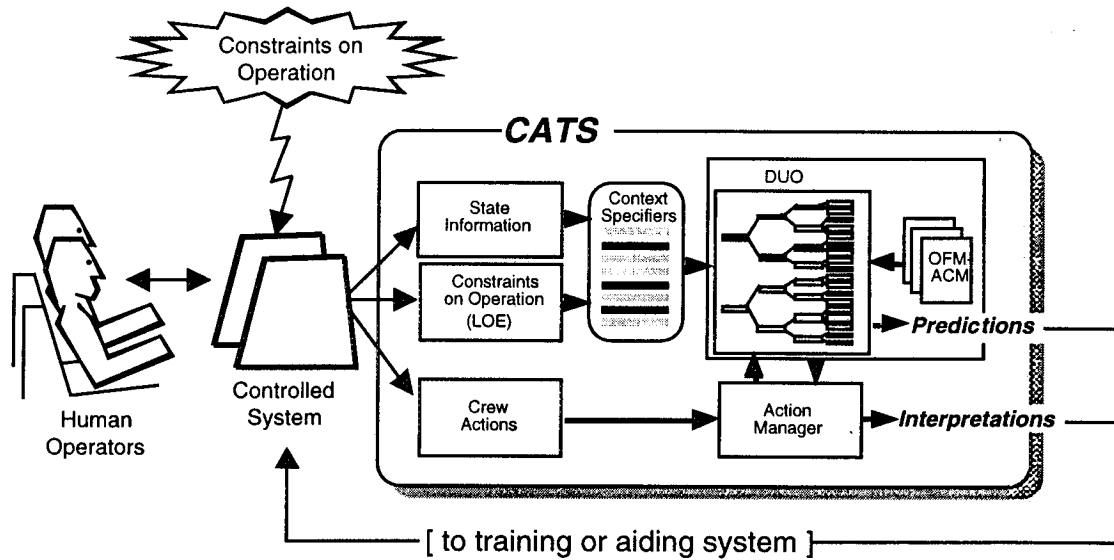 Constraints on
Operation
CATS
State
Information
Constraints
on Operation
(LOE)
Crew
Actions
Context
Specifiers
DUO
OFM-
ACM
Predictions
Action
Manager
Interpretations
Human
Operators
Controlled
System
[ to training or aiding system ]